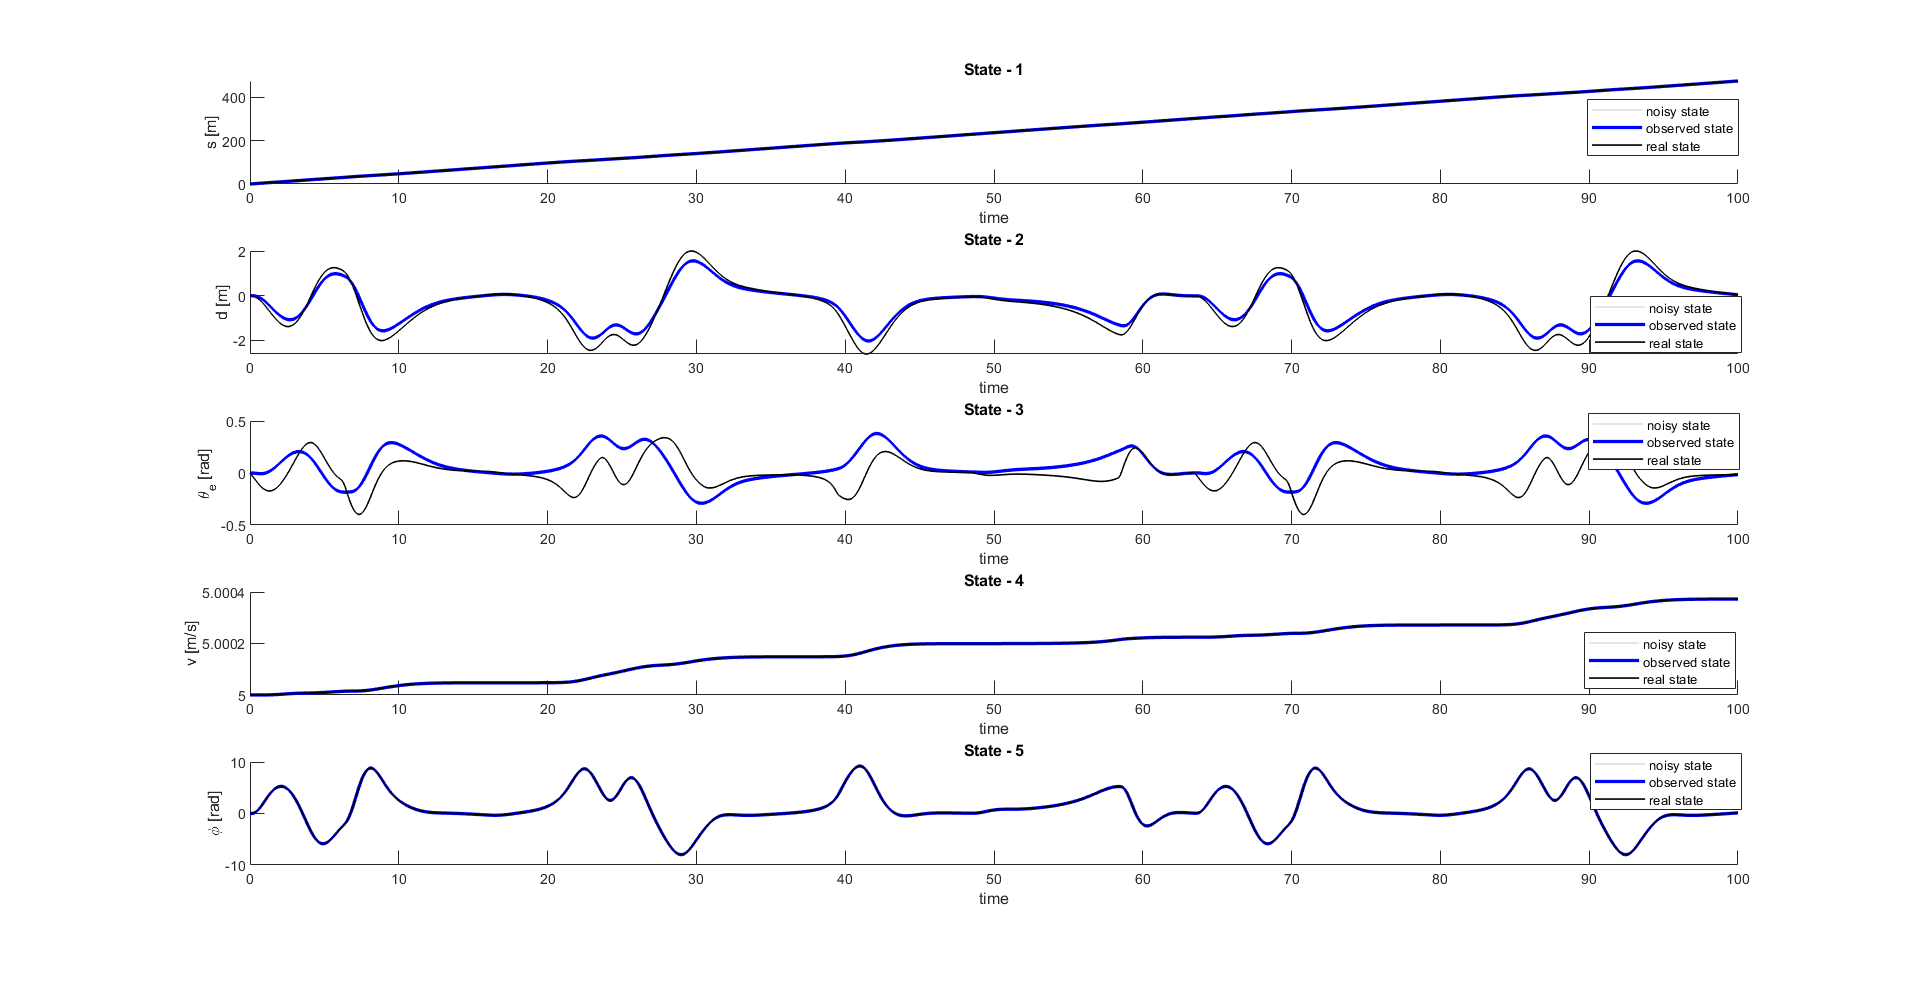 State - 1
400
200
0
s [m]
0 10 20 30 40 50 60 70 80 90 100
time
noisy state
observed state
real state
State - 2
2
0
-2
d [m]
0 10 20 30 40 50 60 70 80 90 100
time
noisy state
observed state
real state
State - 3
0.5
0
-0.5
θe [rad]
0 10 20 30 40 50 60 70 80 90 100
time
noisy state
observed state
real state
State - 4
5.0004
5.0002
5
v [m/s]
0 10 20 30 40 50 60 70 80 90 100
time
noisy state
observed state
real state
State - 5
10
0
-10
ϕ [rad]
0 10 20 30 40 50 60 70 80 90 100
time
noisy state
observed state
real state